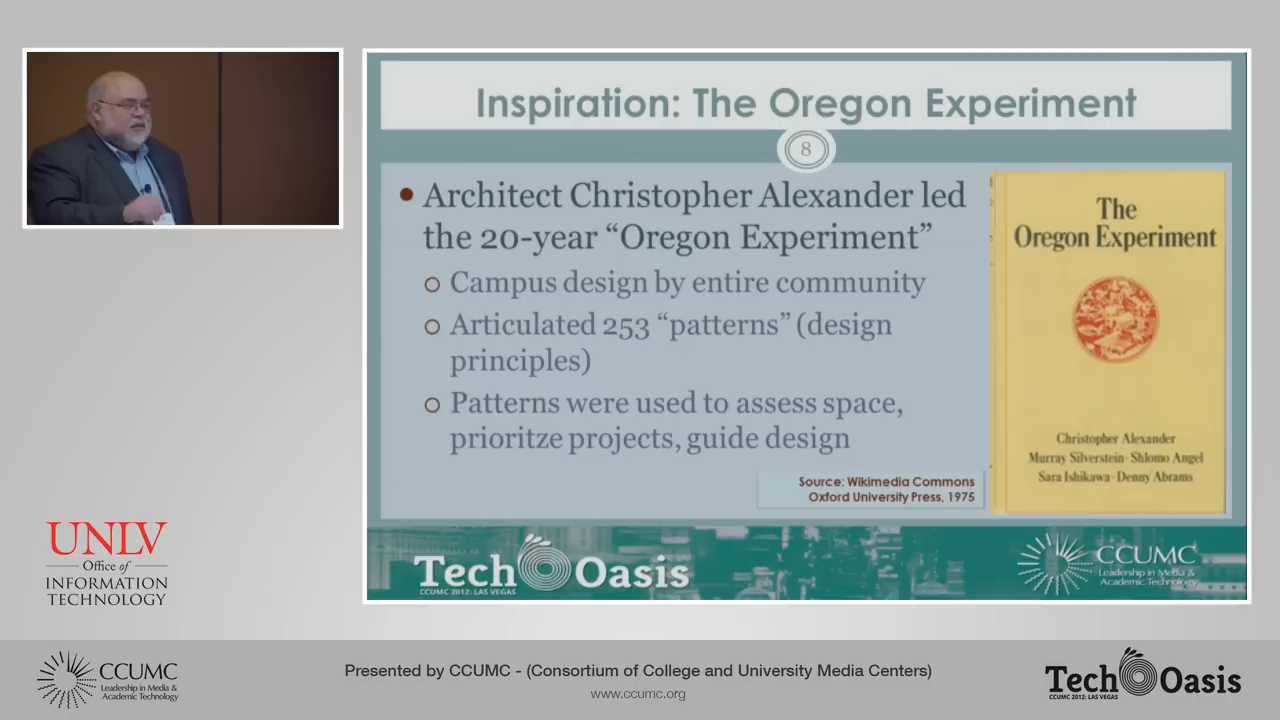 Inspiration: The Oregon Experiment
8
Architect Christopher Alexander led
the 20-year “Oregon Experiment”
Campus design by entire community
Articulated 253 “patterns” (design
principles)
Patterns were used to assess space,
prioritze projects, guide design
The
Oregon Experiment
Christopher Alexander
Murray Silverstein · Shlomo Angel
Sara Ishikawa · Denny Abrams
Source: Wikimedia Commons
Oxford University Press, 1975
Tech Oasis
CCUMC 2012: LAS VEGAS
CCUMC
Leadership in Media &
Academic Technology
UNLV
Office of
INFORMATION
TECHNOLOGY
CCUMC
Leadership in Media &
Academic Technology
Presented by CCUMC - (Consortium of College and University Media Centers)
www.ccumc.org
Tech Oasis
CCUMC 2012: LAS VEGAS